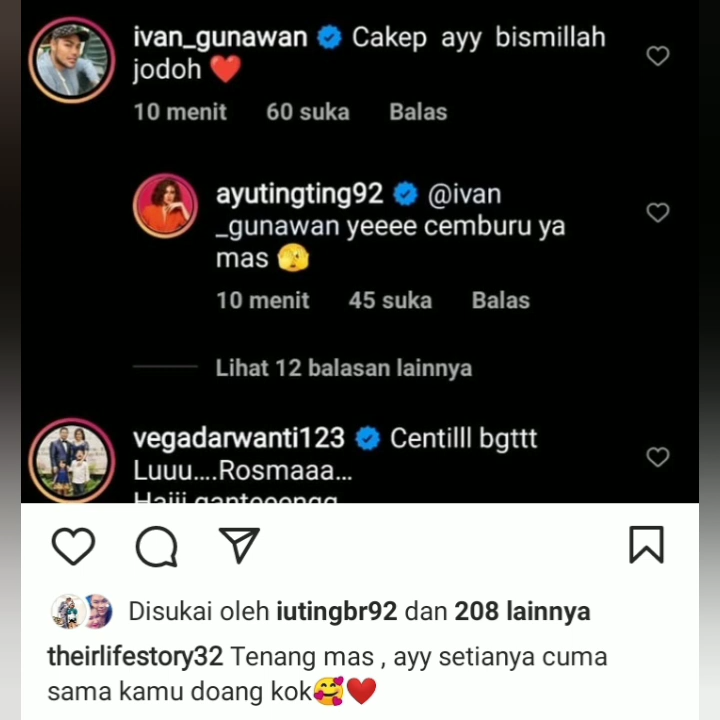 ivan_gunawan Cakep ayy bismillah
jodoh ❤️
10 menit 60 suka Balas
ayutingting92 @ivan
_gunawan yeeee cemburu ya
mas 🫣
10 menit 45 suka Balas
Lihat 12 balasan lainnya
vegadarwanti123 Centilll bgttt
Luuu....Rosmaaa...
Haiii ganteoongg
Disukai oleh iutingbr92 dan 208 lainnya
theirlifestory32 Tenang mas , ayy setianya cuma
sama kamu doang kok🥰❤️